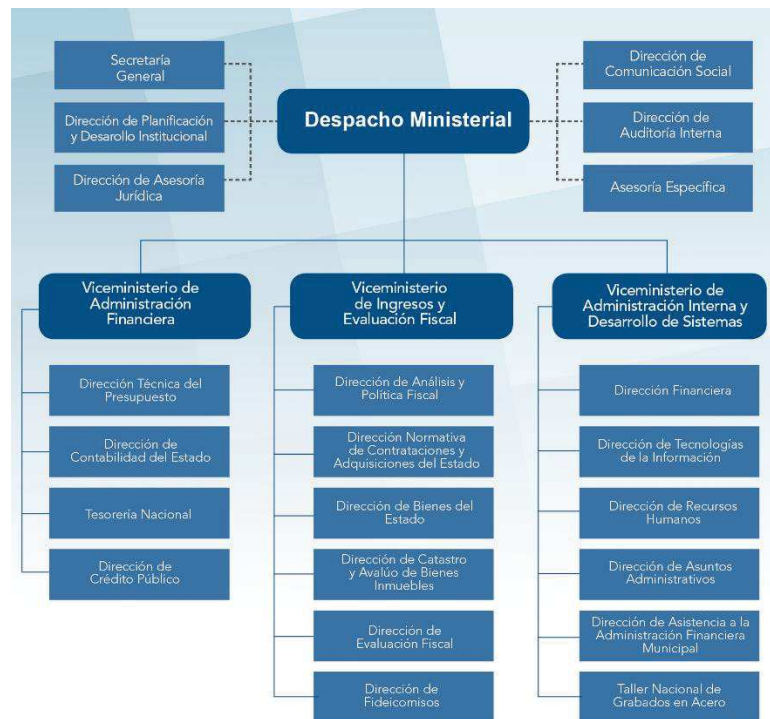 Secretaría
General
Dirección de Planificación
y Desarollo Institucional
Dirección de Asesoría
Jurídica
Despacho Ministerial
Dirección de
Comunicación Social
Dirección de
Auditoría Interna
Asesoría Específica
Viceministerio de
Administración
Financiera
Dirección Técnica del
Presupuesto
Dirección de
Contabilidad del Estado
Tesorería Nacional
Dirección de
Crédito Público
Viceministerio
de Ingresos y
Evaluación Fiscal
Dirección de Análisis y
Política Fiscal
Dirección Normativa
de Contrataciones y
Adquisiciones del Estado
Dirección de Bienes del
Estado
Dirección de Catastro
y Avalúo de Bienes
Inmuebles
Dirección de
Evaluación Fiscal
Dirección de
Fideicomisos
Viceministerio de
Administración Interna y
Desarrollo de Sistemas
Dirección Financiera
Dirección de Tecnologías
de la Información
Dirección de Recursos
Humanos
Dirección de Asuntos
Administrativos
Dirección de Asistencia a la
Administración Financiera
Municipal
Taller Nacional de
Grabados en Acero